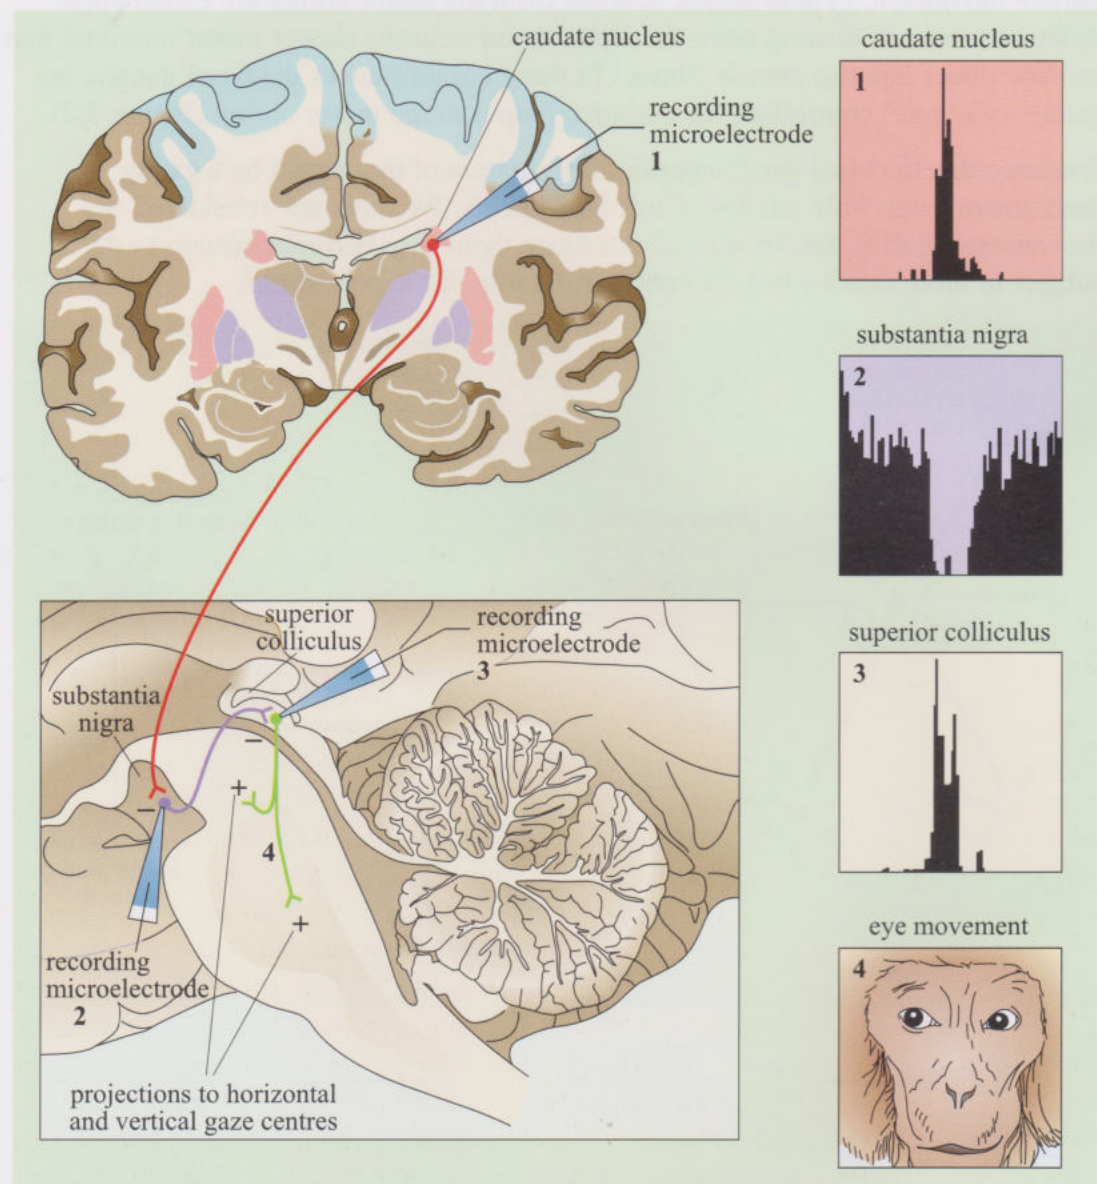 caudate nucleus
recording
microelectrode
1
caudate nucleus
1
substantia nigra
2
superior colliculus
3
eye movement
4
superior
colliculus
recording
microelectrode
3
substantia
nigra
−
−
+
4
+
recording
microelectrode
2
projections to horizontal
and vertical gaze centres